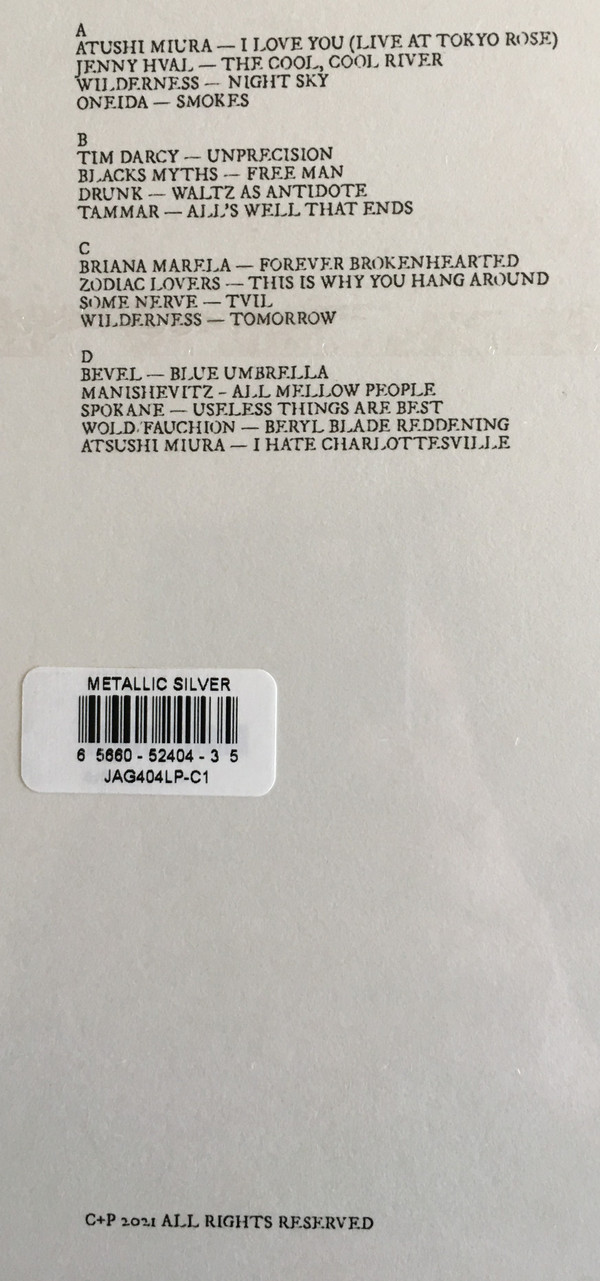 A
ATUSHI MIURA — I LOVE YOU (LIVE AT TOKYO ROSE)
JENNY HVAL — THE COOL, COOL RIVER
WILDERNESS — NIGHT SKY
ONEIDA — SMOKES
B
TIM DARCY — UNPRECISION
BLACKS MYTHS — FREE MAN
DRUNK — WALTZ AS ANTIDOTE
TAMMAR — ALL'S WELL THAT ENDS
C
BRIANA MARELA — FOREVER BROKENHEARTED
ZODIAC LOVERS — THIS IS WHY YOU HANG AROUND
SOME NERVE — TVIL
WILDERNESS — TOMORROW
D
BEVEL — BLUE UMBRELLA
MANISHEVITZ – ALL MELLOW PEOPLE
SPOKANE — USELESS THINGS ARE BEST
WOLD FAUCHION — BERYL BLADE REDDENING
ATSUSHI MIURA — I HATE CHARLOTTESVILLE
METALLIC SILVER
6 5660 - 52404 - 3 5
JAG404LP-C1
C+P 2021 ALL RIGHTS RESERVED